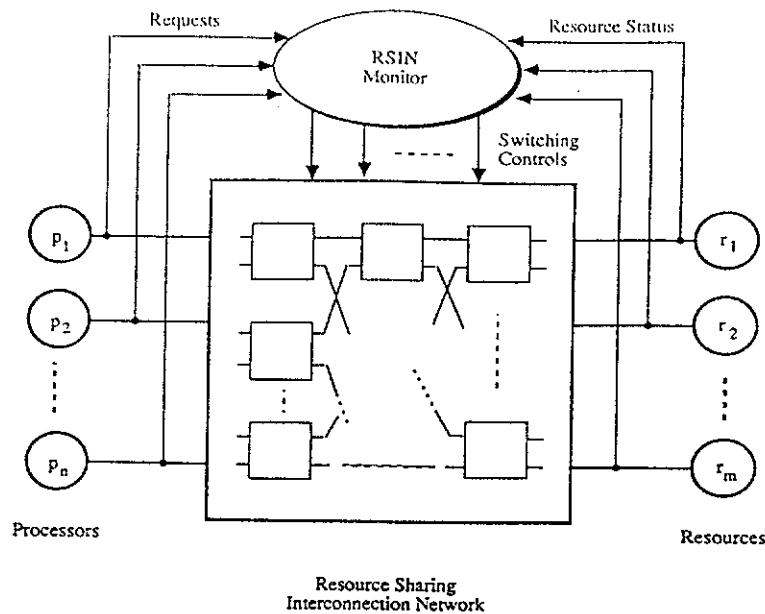 Requests
Resource Status
RSIN
Monitor
Switching
Controls
p1
r1
p2
r2
pn
rm
Processors
Resources
Resource Sharing
Interconnection Network